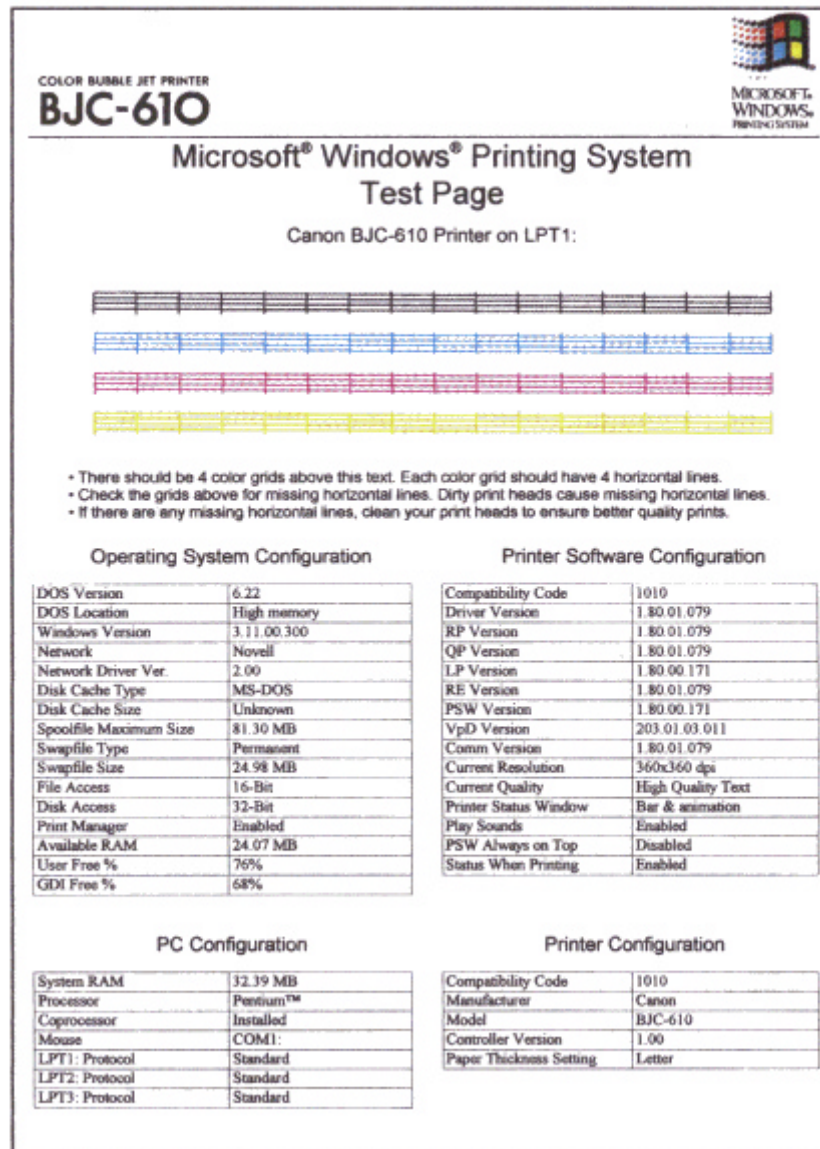 COLOR BUBBLE JET PRINTER
BJC-610
MICROSOFT®
WINDOWS®
PRINTING SYSTEM
Microsoft® Windows® Printing System
Test Page
Canon BJC-610 Printer on LPT1:
• There should be 4 color grids above this text. Each color grid should have 4 horizontal lines.
• Check the grids above for missing horizontal lines. Dirty print heads cause missing horizontal lines.
• If there are any missing horizontal lines, clean your print heads to ensure better quality prints.
Operating System Configuration
DOS Version 6.22
DOS Location High memory
Windows Version 3.11.00.300
Network Novell
Network Driver Ver. 2.00
Disk Cache Type MS-DOS
Disk Cache Size Unknown
Spoolfile Maximum Size 81.30 MB
Swapfile Type Permanent
Swapfile Size 24.98 MB
File Access 16-Bit
Disk Access 32-Bit
Print Manager Enabled
Available RAM 24.07 MB
User Free % 76%
GDI Free % 68%
Printer Software Configuration
Compatibility Code 1010
Driver Version 1.80.01.079
RP Version 1.80.01.079
QP Version 1.80.01.079
LP Version 1.80.00.171
RE Version 1.80.01.079
PSW Version 1.80.00.171
VpD Version 203.01.03.011
Comm Version 1.80.01.079
Current Resolution 360x360 dpi
Current Quality High Quality Text
Printer Status Window Bar & animation
Play Sounds Enabled
PSW Always on Top Disabled
Status When Printing Enabled
PC Configuration
System RAM 32.39 MB
Processor Pentium™
Coprocessor Installed
Mouse COM1:
LPT1: Protocol Standard
LPT2: Protocol Standard
LPT3: Protocol Standard
Printer Configuration
Compatibility Code 1010
Manufacturer Canon
Model BJC-610
Controller Version 1.00
Paper Thickness Setting Letter